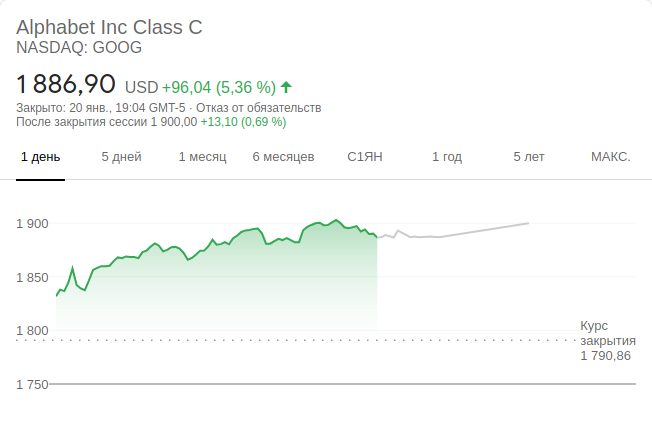 Alphabet Inc Class C
NASDAQ: GOOG
1 886,90 USD +96,04 (5,36 %)
Закрыто: 20 янв., 19:04 GMT-5 · Отказ от обязательств
После закрытия сессии 1 900,00 +13,10 (0,69 %)
1 день 5 дней 1 месяц 6 месяцев С1ЯН 1 год 5 лет МАКС.
1 900
1 850
1 800
Курс
закрытия
1 790,86
1 750